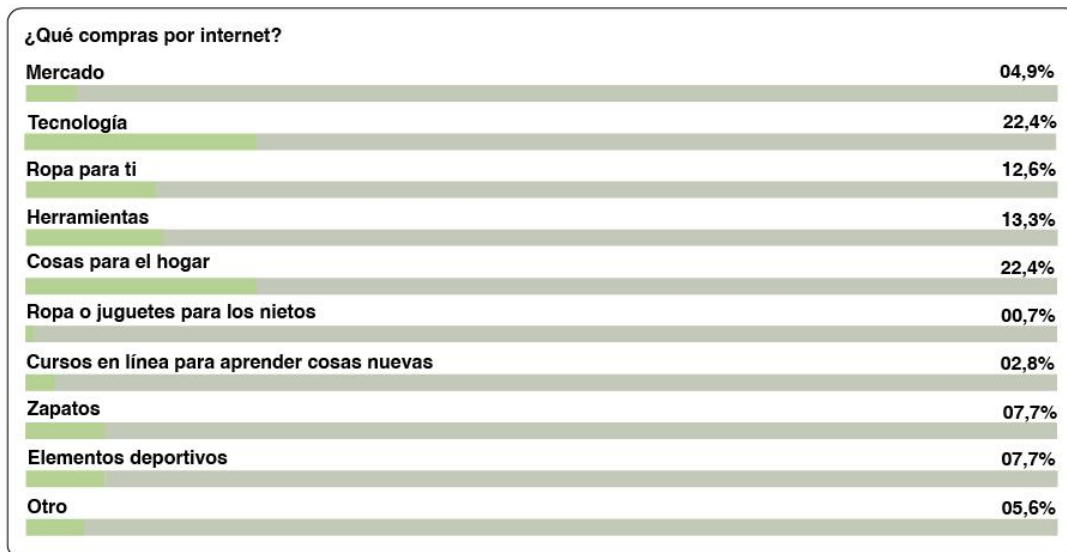 ¿Qué compras por internet?
Mercado 04,9%
Tecnología 22,4%
Ropa para ti 12,6%
Herramientas 13,3%
Cosas para el hogar 22,4%
Ropa o juguetes para los nietos 00,7%
Cursos en línea para aprender cosas nuevas 02,8%
Zapatos 07,7%
Elementos deportivos 07,7%
Otro 05,6%